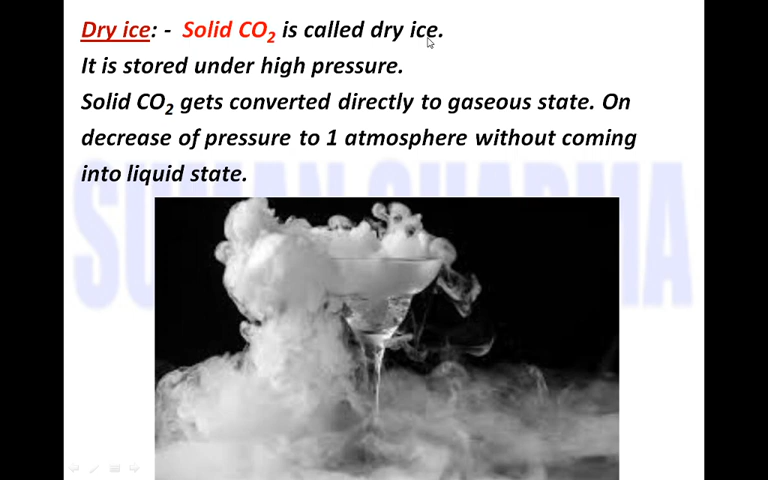 Dry ice: - Solid CO₂ is called dry ice.
It is stored under high pressure.
Solid CO₂ gets converted directly to gaseous state. On
decrease of pressure to 1 atmosphere without coming
into liquid state.